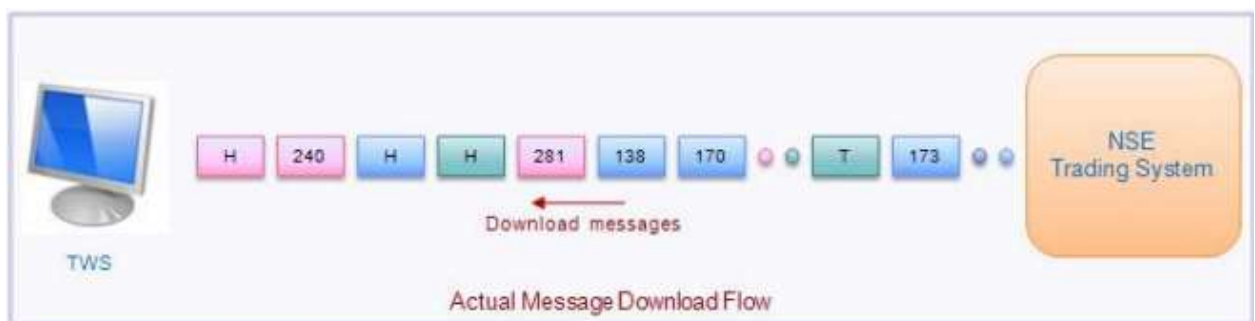 H 240 H H 281 138 170 T 173
NSE
Trading System
Download messages
TWS
Actual Message Download Flow